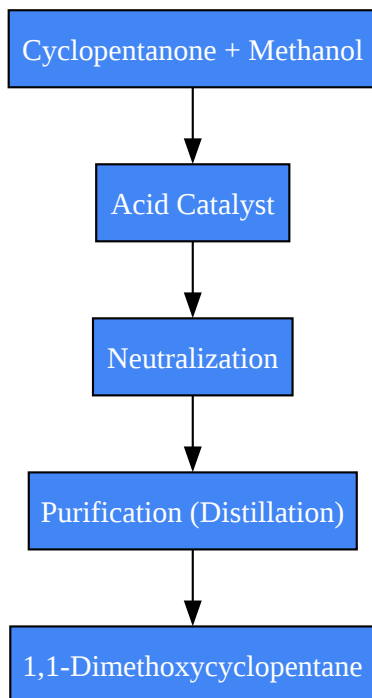 Cyclopentanone + Methanol
Acid Catalyst
Neutralization
Purification (Distillation)
1,1-Dimethoxycyclopentane